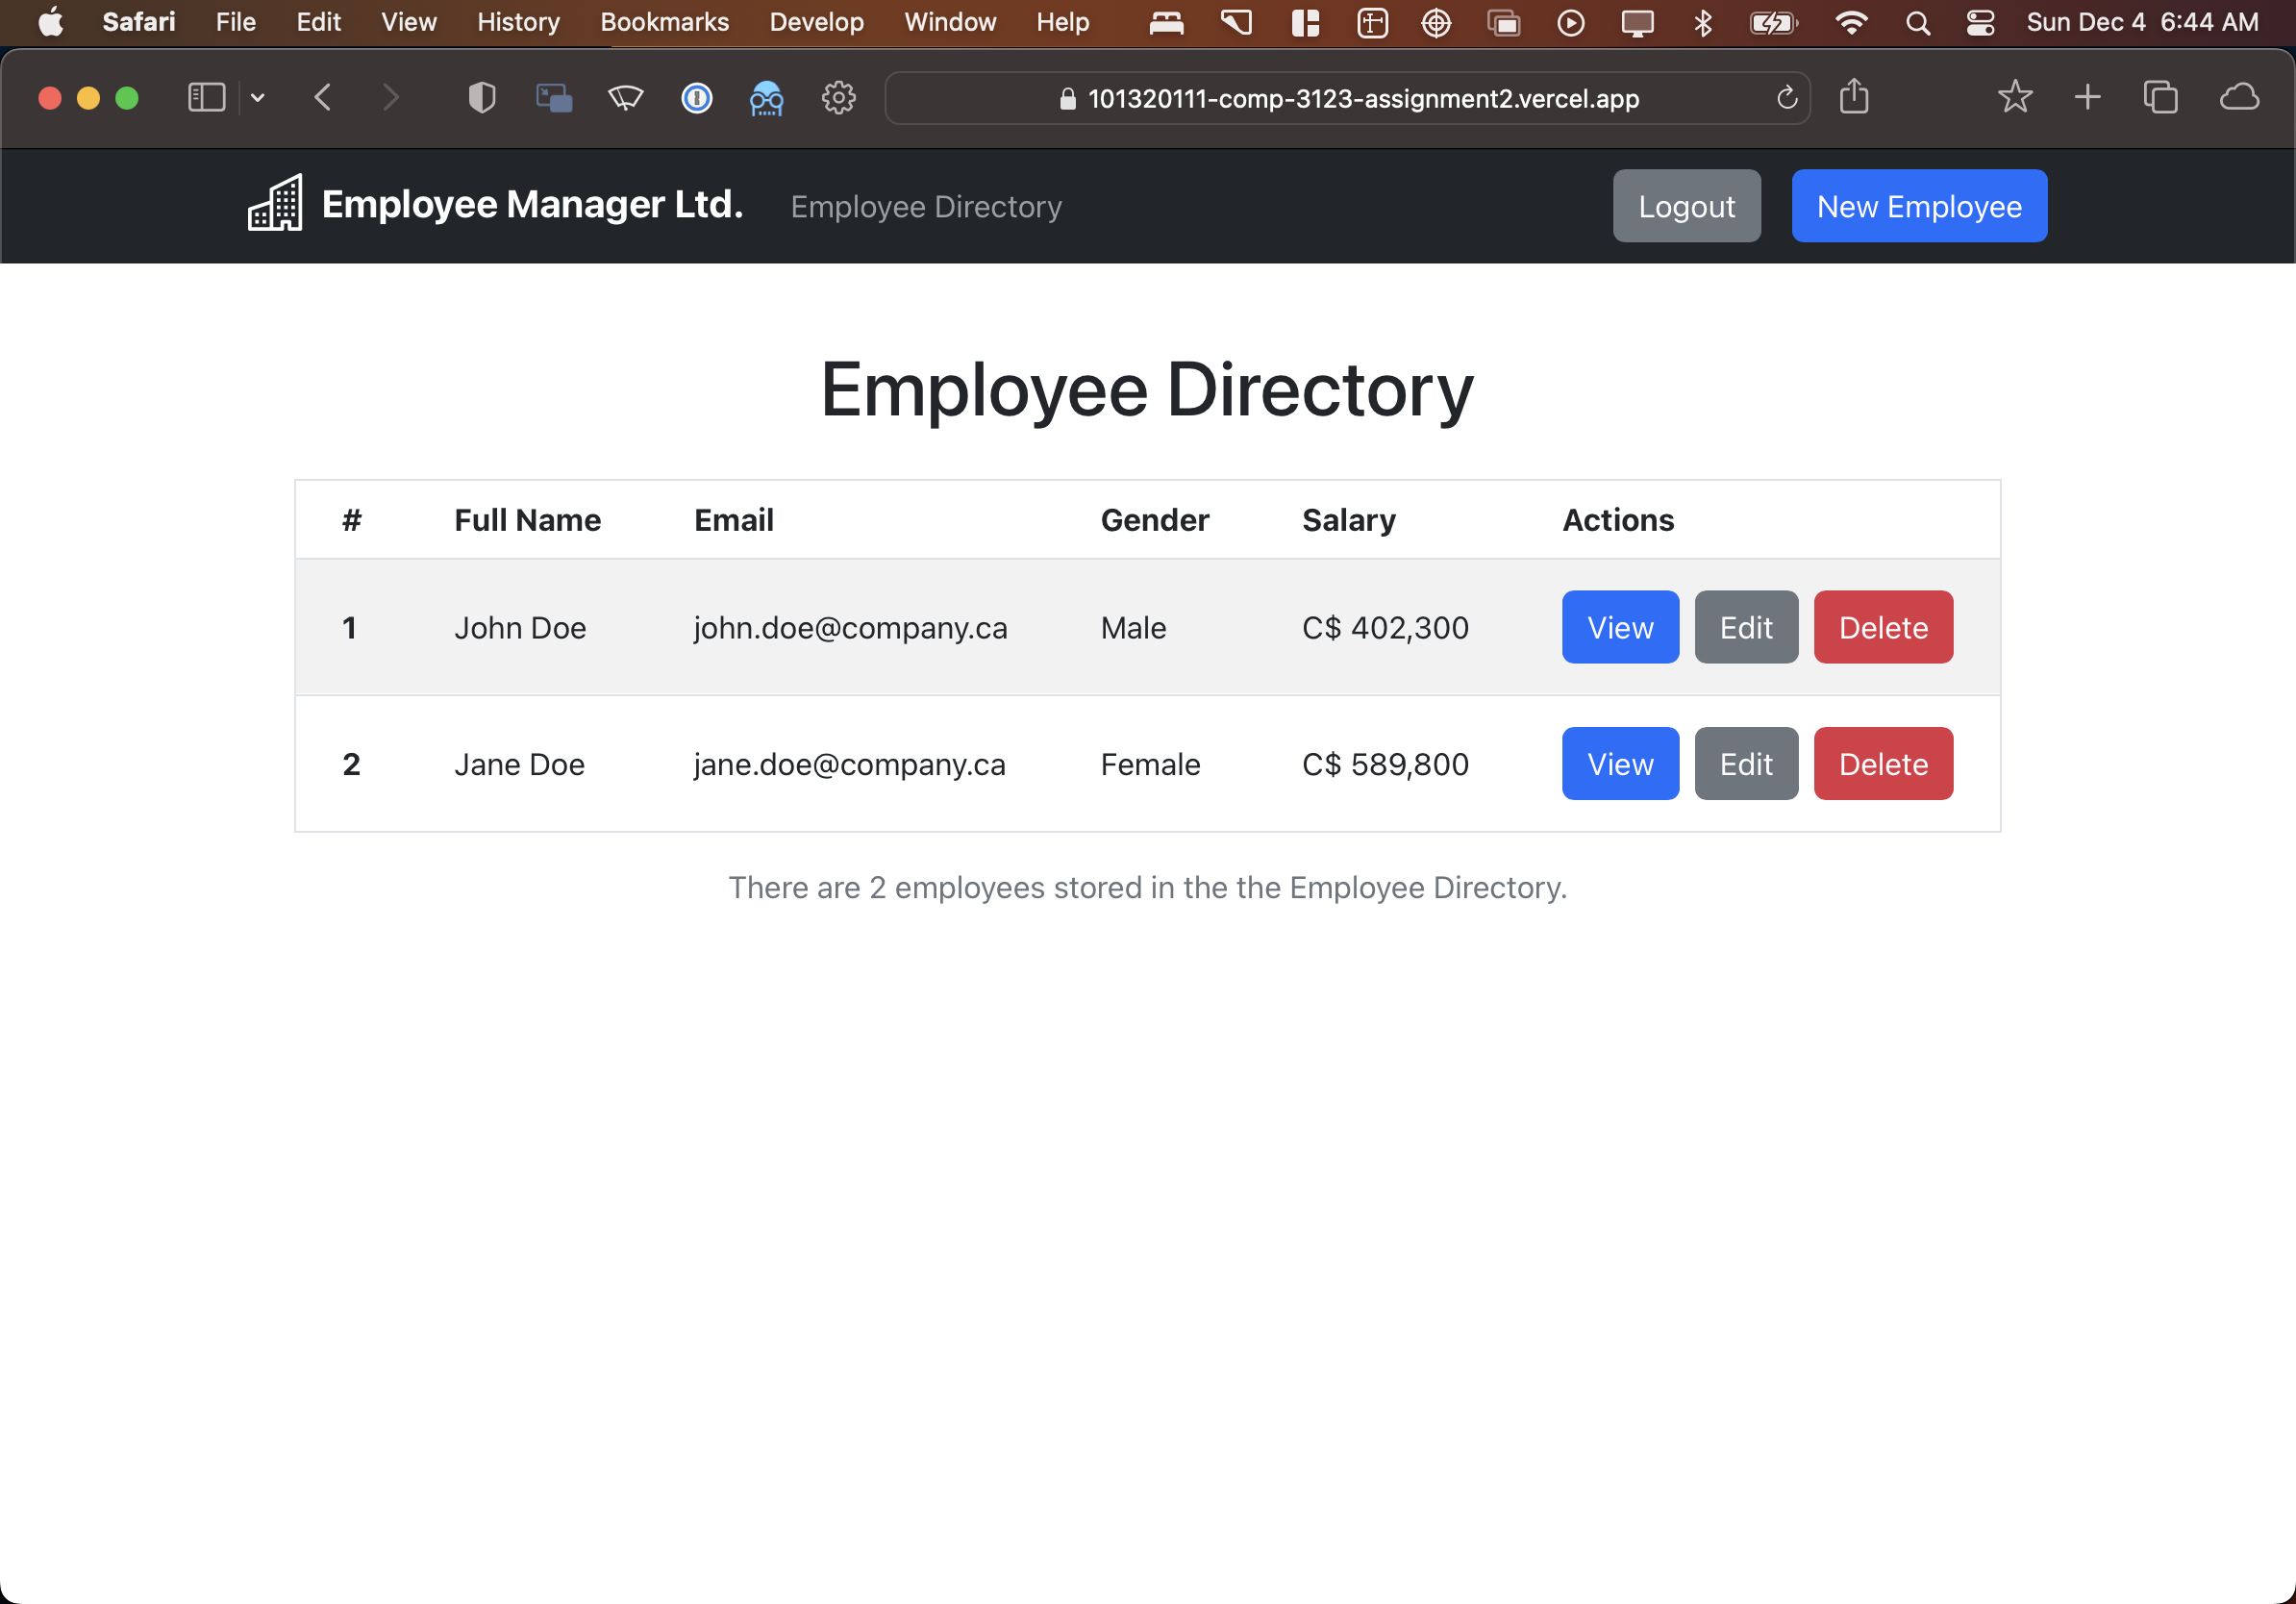 Safari File Edit View History Bookmarks Develop Window Help Sun Dec 4 6:44 AM
101320111-comp-3123-assignment2.vercel.app
Employee Manager Ltd. Employee Directory Logout New Employee
Employee Directory
# Full Name Email Gender Salary Actions
1 John Doe john.doe@company.ca Male C$ 402,300 View Edit Delete
2 Jane Doe jane.doe@company.ca Female C$ 589,800 View Edit Delete
There are 2 employees stored in the the Employee Directory.